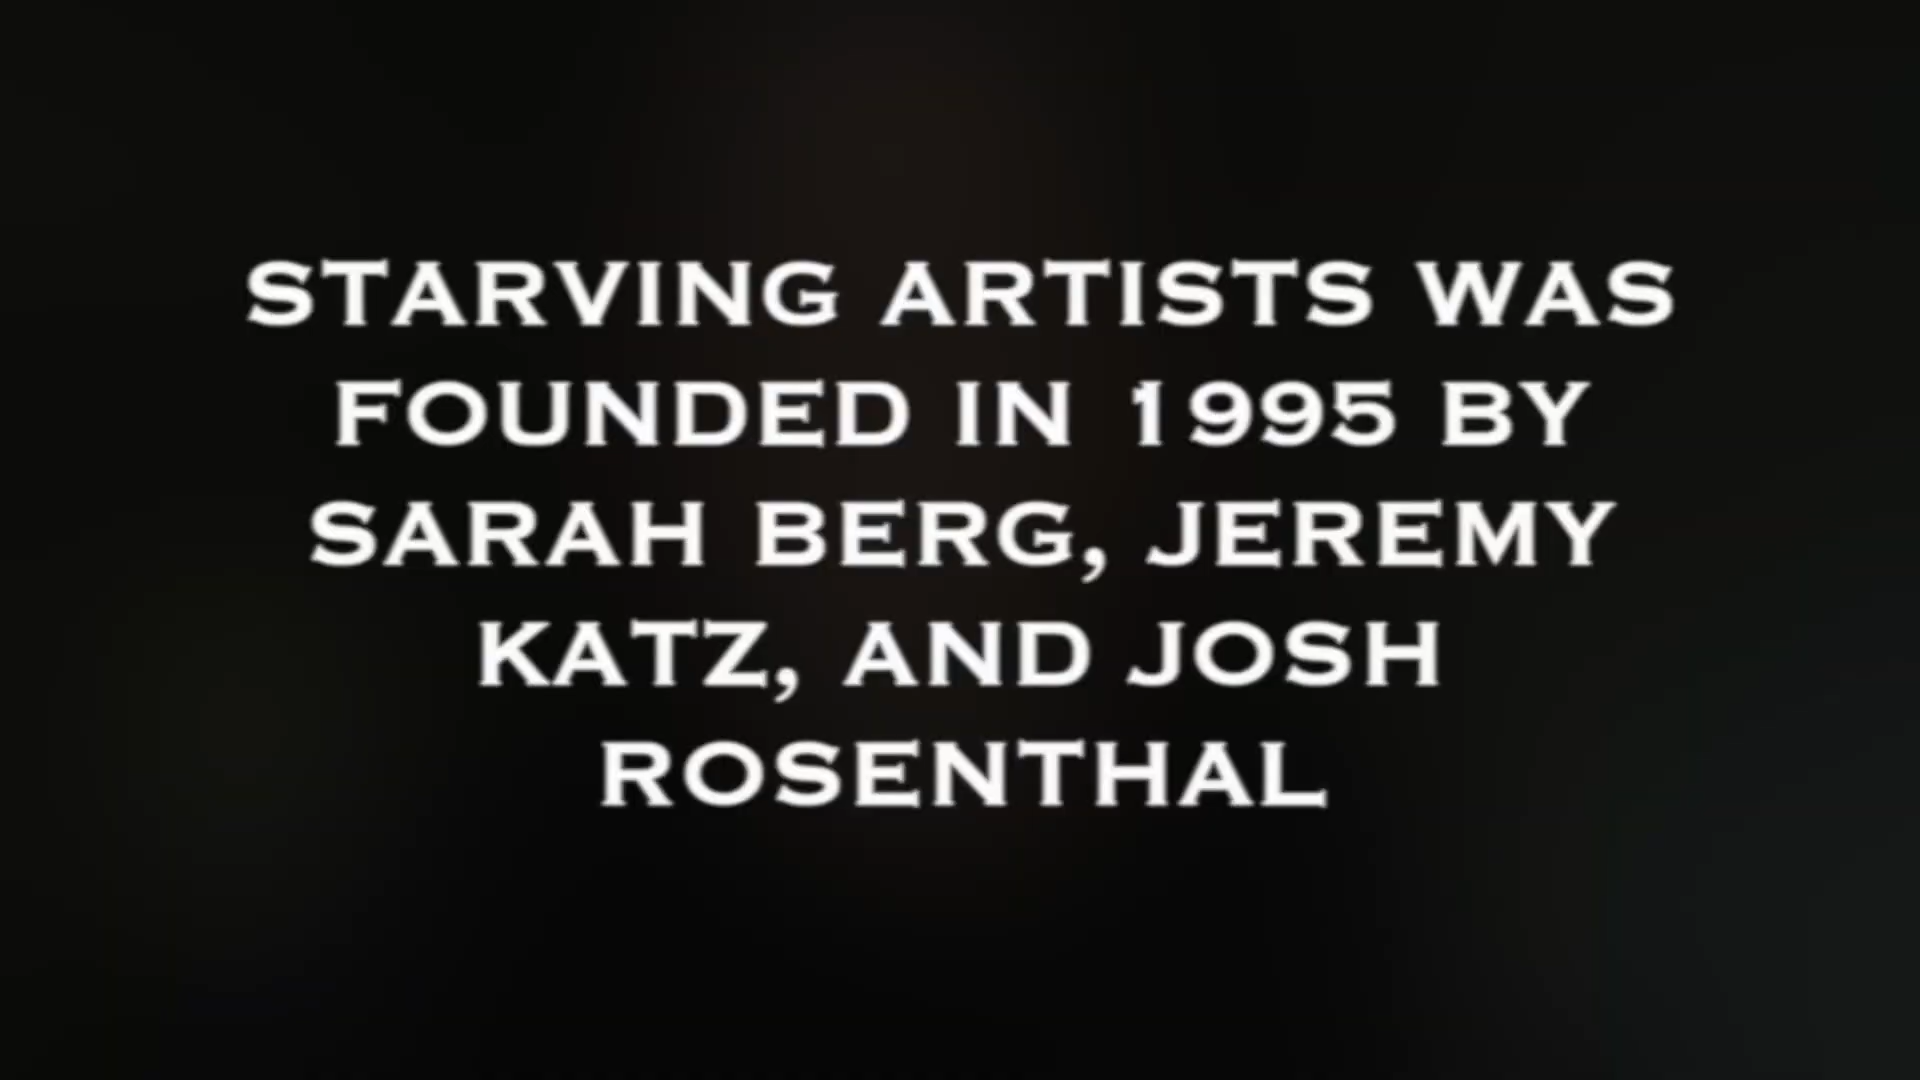 STARVING ARTISTS WAS
FOUNDED IN 1995 BY
SARAH BERG, JEREMY
KATZ, AND JOSH
ROSENTHAL